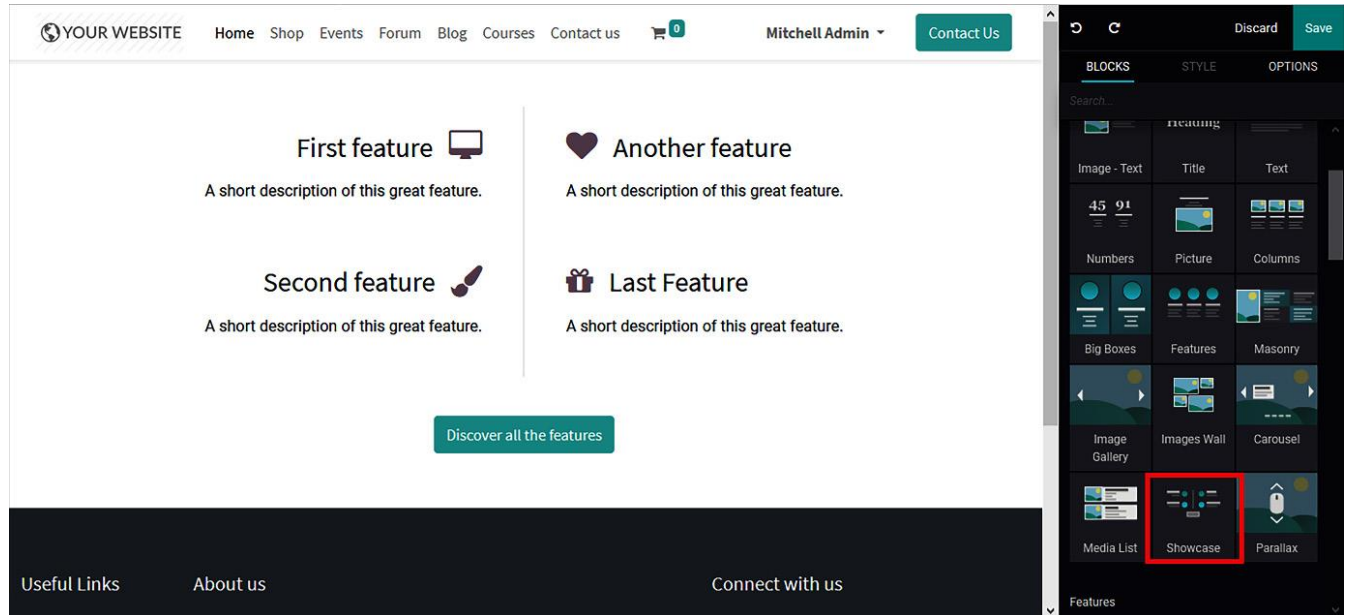 YOUR WEBSITE Home Shop Events Forum Blog Courses Contact us 0 Mitchell Admin Contact Us
First feature
A short description of this great feature.
Another feature
A short description of this great feature.
Second feature
A short description of this great feature.
Last Feature
A short description of this great feature.
Discover all the features
Useful Links About us Connect with us
Discard Save
BLOCKS STYLE OPTIONS
Search...
Heading
Image - Text Title Text
45 91
Numbers Picture Columns
Big Boxes Features Masonry
Image Gallery Images Wall Carousel
Media List Showcase Parallax
Features